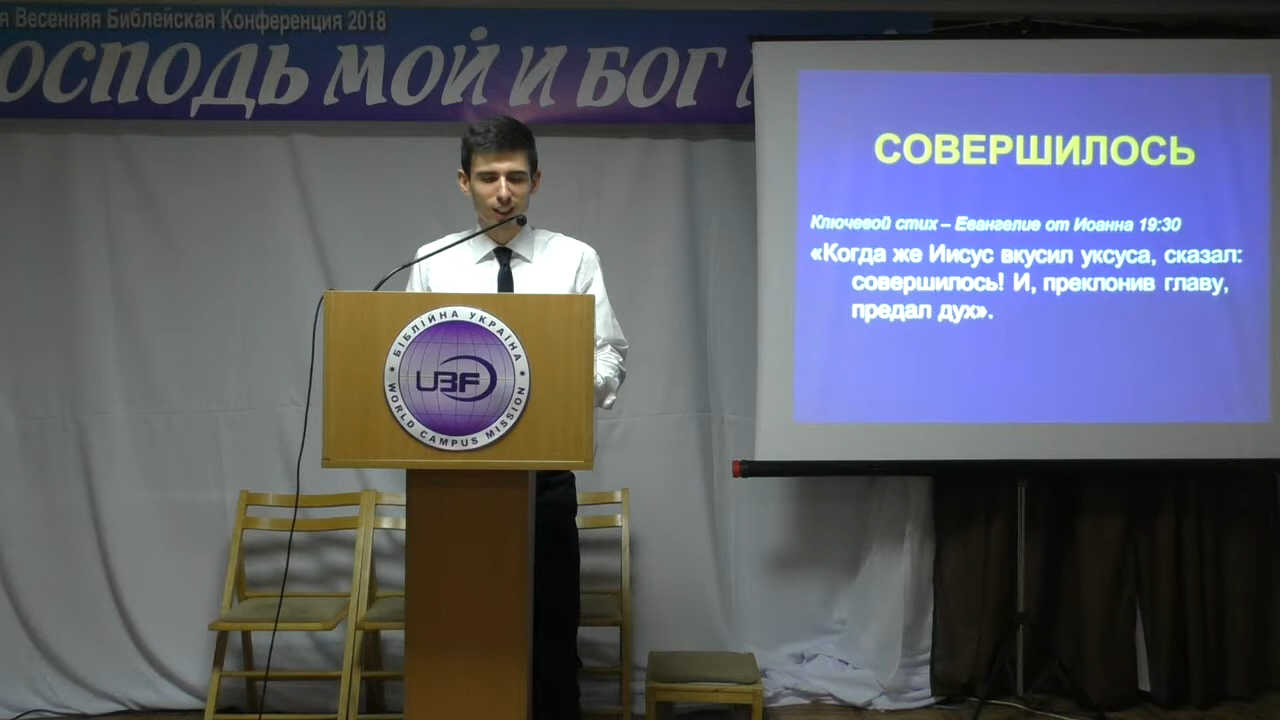 я Весенняя Библейская Конференция 2018
ОСПОДЬ МОЙ И БОГ
СОВЕРШИЛОСЬ
Ключевой стих – Евангелие от Иоанна 19:30
«Когда же Иисус вкусил уксуса, сказал:
совершилось! И, преклонив главу,
предал дух».
БІБЛІЙНА УКРАЇНА
UBF
WORLD CAMPUS MISSION